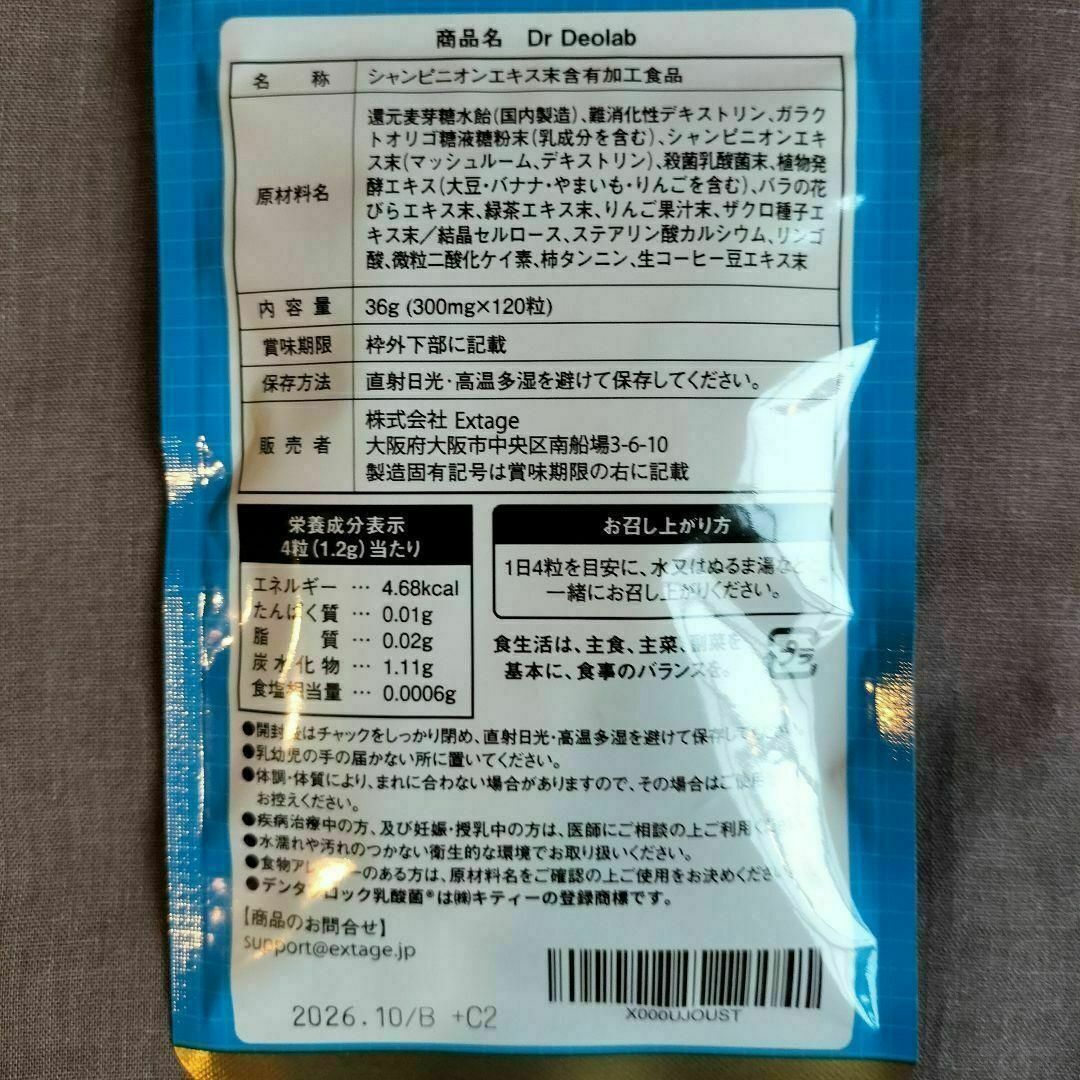 商品名 Dr Deolab
名称 シャンピニオンエキス末含有加工食品
原材料名
還元麦芽糖水飴(国内製造)、難消化性デキストリン、ガラク
トオリゴ糖液糖粉末(乳成分を含む)、シャンピニオンエキ
ス末(マッシュルーム、デキストリン)、殺菌乳酸菌末、植物発
酵エキス(大豆・バナナ・やまいも・りんごを含む)、バラの花
びらエキス末、緑茶エキス末、りんご果汁末、ザクロ種子エ
キス末/結晶セルロース、ステアリン酸カルシウム、リンゴ
酸、微粒二酸化ケイ素、柿タンニン、生コーヒー豆エキス末
内容量 36g (300mg×120粒)
賞味期限 枠外下部に記載
保存方法 直射日光・高温多湿を避けて保存してください。
販売者
株式会社 Extage
大阪府大阪市中央区南船場3-6-10
製造固有記号は賞味期限の右に記載
栄養成分表示
4粒(1.2g)当たり
エネルギー … 4.68kcal
たんぱく質 … 0.01g
脂質 … 0.02g
炭水化物 … 1.11g
食塩相当量 … 0.0006g
お召し上がり方
1日4粒を目安に、水又はぬるま湯など
一緒にお召し上がりください。
食生活は、主食、主菜、副菜を
基本に、食事のバランスを。
プラ
●開封後はチャックをしっかり閉め、直射日光・高温多湿を避けて保存して
●乳幼児の手の届かない所に置いてください。
●体調・体質により、まれに合わない場合がありますので、その場合はご使用
お控えください。
●疾病治療中の方、及び妊娠・授乳中の方は、医師にご相談の上ご利用ください
●水濡れや汚れのつかない衛生的な環境でお取り扱いください。
●食物アレルギーのある方は、原材料名をご確認の上ご使用をお決めください
●デンタブロック乳酸菌®は㈱キティーの登録商標です。
【商品のお問合せ】
support@extage.jp
X000UJOUST
2026.10/B +C2